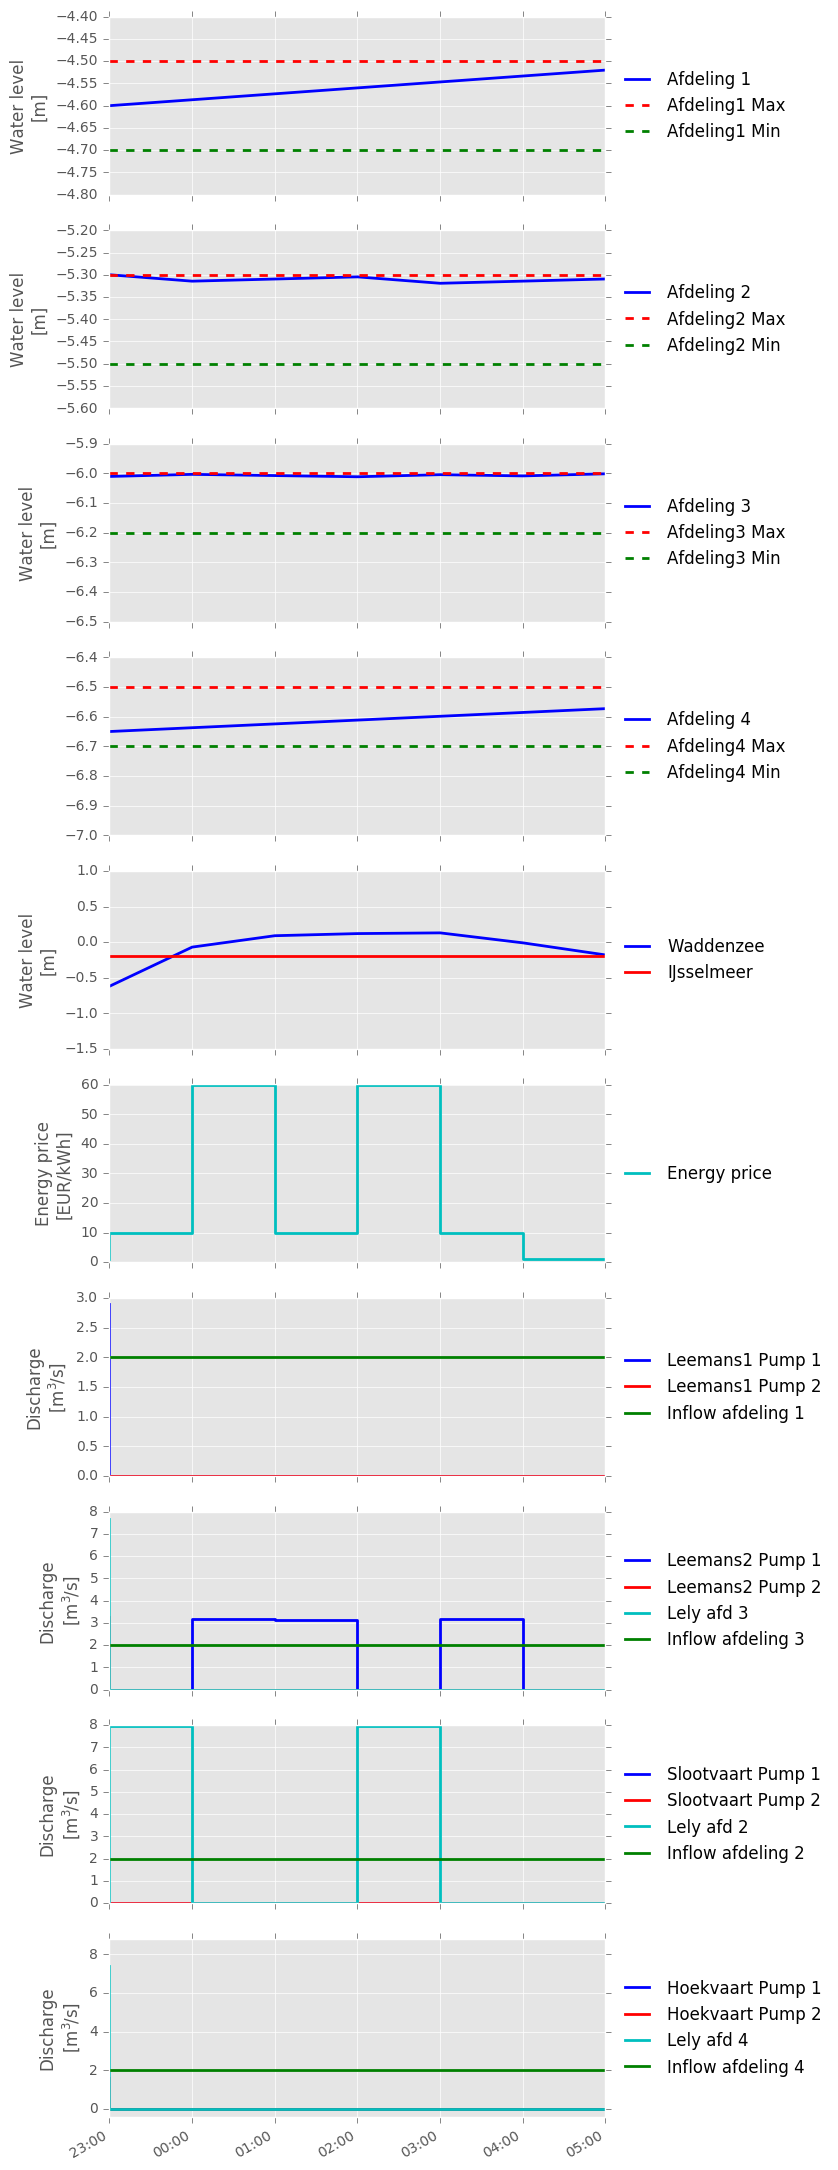 −4.40
−4.45
−4.50
−4.55
−4.60
−4.65
−4.70
−4.75
−4.80
Water level
[m]
Afdeling 1
Afdeling1 Max
Afdeling1 Min
−5.20
−5.25
−5.30
−5.35
−5.40
−5.45
−5.50
−5.55
−5.60
Water level
[m]
Afdeling 2
Afdeling2 Max
Afdeling2 Min
−5.9
−6.0
−6.1
−6.2
−6.3
−6.4
−6.5
Water level
[m]
Afdeling 3
Afdeling3 Max
Afdeling3 Min
−6.4
−6.5
−6.6
−6.7
−6.8
−6.9
−7.0
Water level
[m]
Afdeling 4
Afdeling4 Max
Afdeling4 Min
1.0
0.5
0.0
−0.5
−1.0
−1.5
Water level
[m]
Waddenzee
IJsselmeer
60
50
40
30
20
10
0
Energy price
[EUR/kWh]
Energy price
3.0
2.5
2.0
1.5
1.0
0.5
0.0
Discharge
[m³/s]
Leemans1 Pump 1
Leemans1 Pump 2
Inflow afdeling 1
8
7
6
5
4
3
2
1
0
Discharge
[m³/s]
Leemans2 Pump 1
Leemans2 Pump 2
Lely afd 3
Inflow afdeling 3
8
7
6
5
4
3
2
1
0
Discharge
[m³/s]
Slootvaart Pump 1
Slootvaart Pump 2
Lely afd 2
Inflow afdeling 2
8
6
4
2
0
Discharge
[m³/s]
Hoekvaart Pump 1
Hoekvaart Pump 2
Lely afd 4
Inflow afdeling 4
23:00 00:00 01:00 02:00 03:00 04:00 05:00